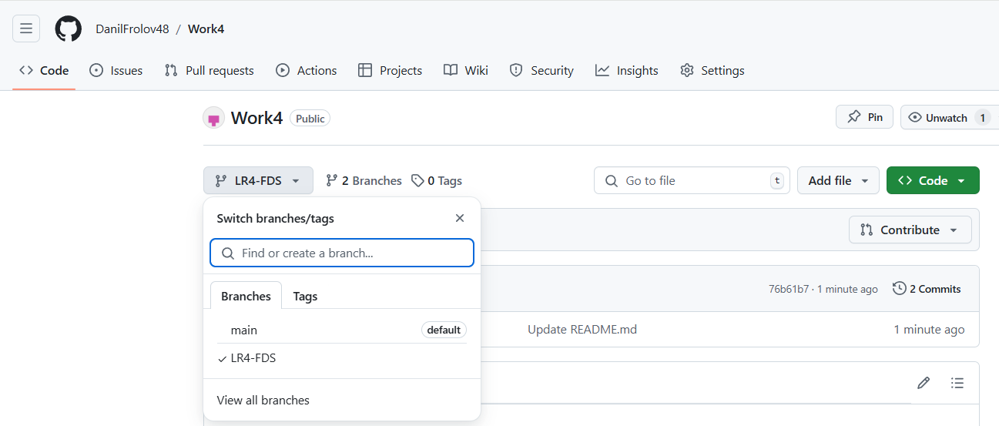 DanilFrolov48 / Work4
Code Issues Pull requests Actions Projects Wiki Security Insights Settings
Work4 Public Pin Unwatch 1
LR4-FDS 2 Branches 0 Tags Go to file t Add file Code
Switch branches/tags
Contribute
Find or create a branch...
Branches Tags
76b61b7 · 1 minute ago 2 Commits
main default
Update README.md 1 minute ago
LR4-FDS
View all branches